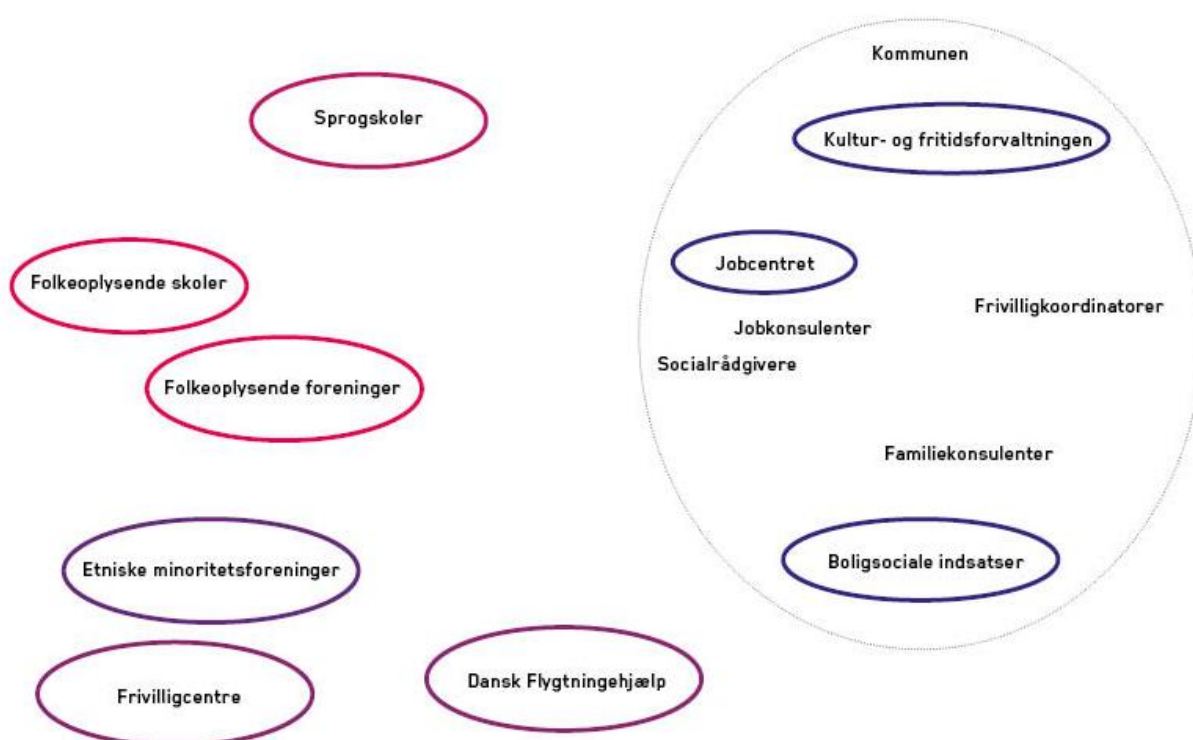 Kommunen
Sprogskoler
Kultur- og fritidsforvaltningen
Jobcentret
Folkeoplysende skoler
Frivilligkoordinatorer
Jobkonsulenter
Socialrådgivere
Folkeoplysende foreninger
Familiekonsulenter
Boligsociale indsatser
Etniske minoritetsforeninger
Dansk Flygtningehjælp
Frivilligcentre